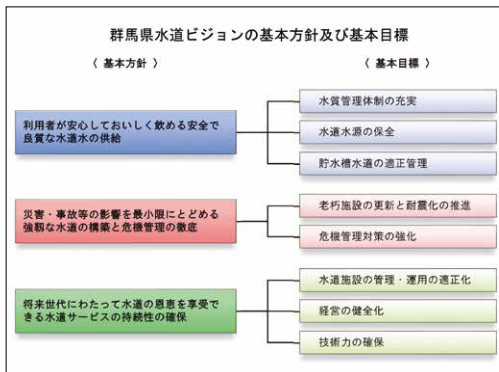 群馬県水道ビジョンの基本方針及び基本目標
〈 基本方針 〉
〈 基本目標 〉
利用者が安心しておいしく飲める安全で
良質な水道水の供給
水質管理体制の充実
水道水源の保全
貯水槽水道の適正管理
災害・事故等の影響を最小限にとどめる
強靱な水道の構築と危機管理の徹底
老朽施設の更新と耐震化の推進
危機管理対策の強化
将来世代にわたって水道の恩恵を享受で
きる水道サービスの持続性の確保
水道施設の管理・運用の適正化
経営の健全化
技術力の確保